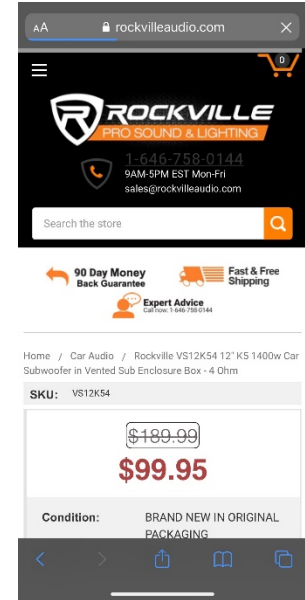 AA rockvilleaudio.com
0
ROCKVILLE
PRO SOUND & LIGHTING
1-646-758-0144
9AM-5PM EST Mon-Fri
sales@rockvilleaudio.com
Search the store
90 Day Money
Back Guarantee
Fast & Free
Shipping
Expert Advice
Call now: 1-646-758-0144
Home / Car Audio / Rockville VS12K54 12" K5 1400w Car
Subwoofer in Vented Sub Enclosure Box - 4 Ohm
SKU: VS12K54
$189.99
$99.95
Condition: BRAND NEW IN ORIGINAL
PACKAGING